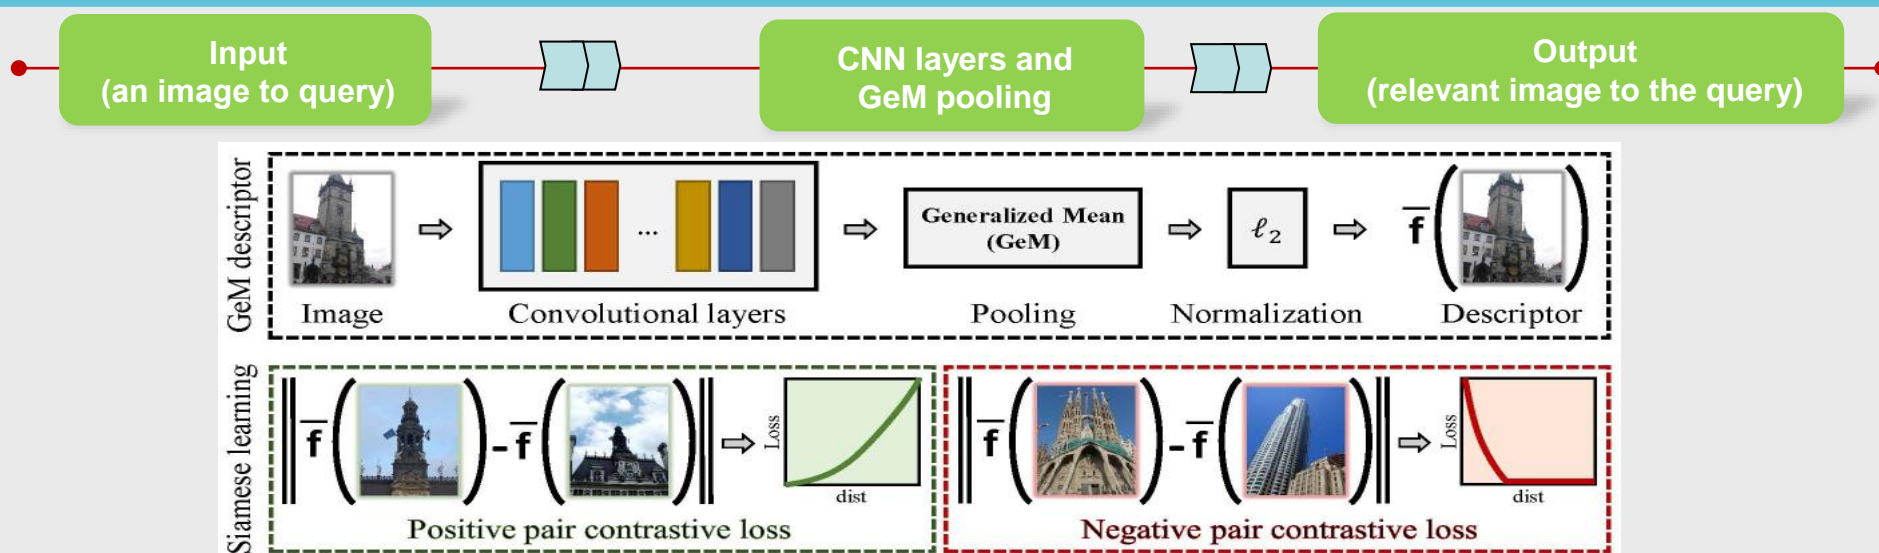 Input
(an image to query)
CNN layers and
GeM pooling
Output
(relevant image to the query)
GeM descriptor
...
Generalized Mean
(GeM)
ℓ2
f̅
Image
Convolutional layers
Pooling
Normalization
Descriptor
Siamese learning
‖ f̅ ( ) - f̅ ( ) ‖
Loss
dist
Positive pair contrastive loss
‖ f̅ ( ) - f̅ ( ) ‖
Loss
dist
Negative pair contrastive loss